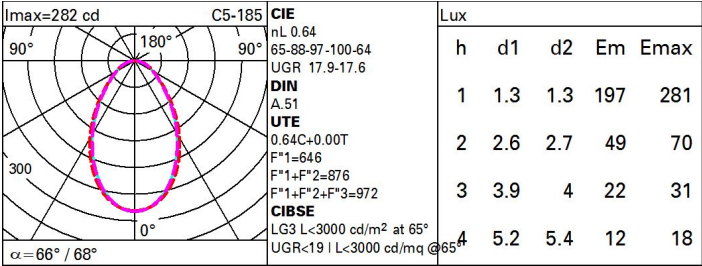 Imax=282 cd C5-185
90° 180° 90°
300
0°
α=66° / 68°
CIE
nL 0.64
65-88-97-100-64
UGR 17.9-17.6
DIN
A.51
UTE
0.64C+0.00T
F"1=646
F"1+F"2=876
F"1+F"2+F"3=972
CIBSE
LG3 L<3000 cd/m² at 65°
UGR<19 | L<3000 cd/mq @65°
Lux
h d1 d2 Em Emax
1 1.3 1.3 197 281
2 2.6 2.7 49 70
3 3.9 4 22 31
4 5.2 5.4 12 18